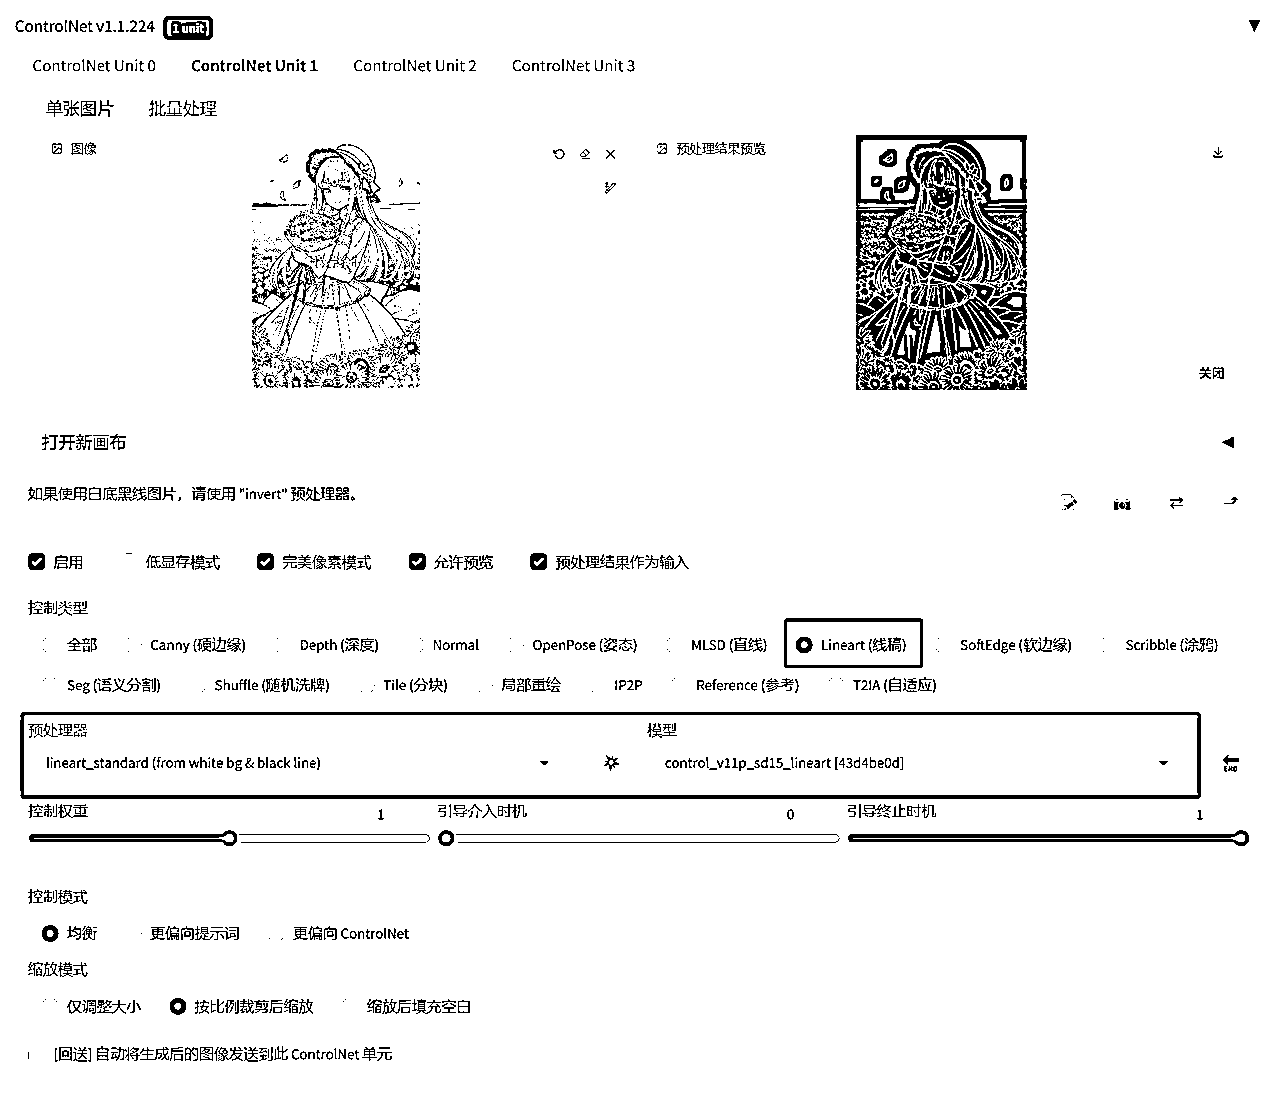 ControlNet v1.1.224 [1 unit]
ControlNet Unit 0 ControlNet Unit 1 ControlNet Unit 2 ControlNet Unit 3
单张图片 批量处理
图像 预处理结果预览
关闭
打开新画布
如果使用白底黑线图片，请使用 "invert" 预处理器。
启用 低显存模式 完美像素模式 允许预览 预处理结果作为输入
控制类型
全部 Canny (硬边缘) Depth (深度) Normal OpenPose (姿态) MLSD (直线) Lineart (线稿) SoftEdge (软边缘) Scribble (涂鸦)
Seg (语义分割) Shuffle (随机洗牌) Tile (分块) 局部重绘 IP2P Reference (参考) T2IA (自适应)
预处理器 模型
lineart_standard (from white bg & black line) control_v11p_sd15_lineart [43d4be0d]
控制权重 1 引导介入时机 0 引导终止时机 1
控制模式
均衡 更偏向提示词 更偏向 ControlNet
缩放模式
仅调整大小 按比例裁剪后缩放 缩放后填充空白
[回送] 自动将生成后的图像发送到此 ControlNet 单元